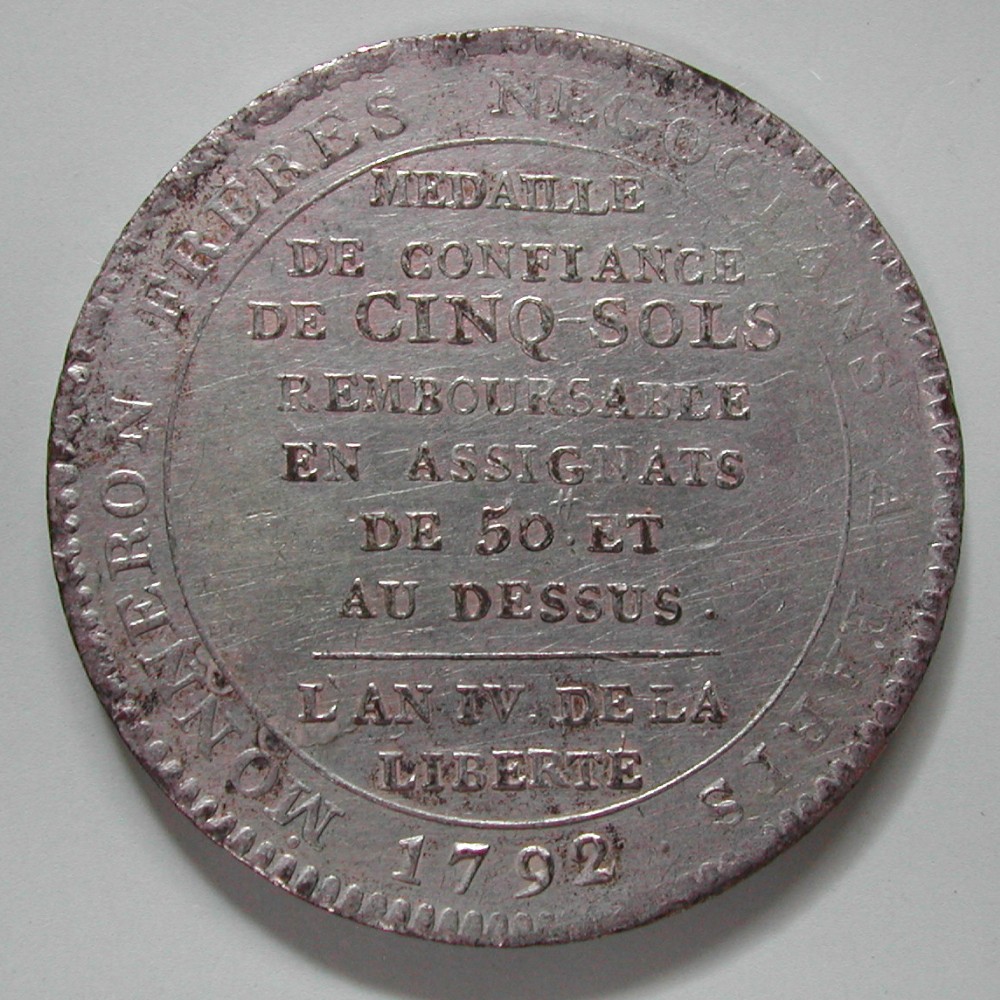 MONNERON FRERES NEGOCIANS A PARIS
MEDAILLE
DE CONFIANCE
DE CINQ-SOLS
REMBOURSABLE
EN ASSIGNATS
DE 50 ET
AU DESSUS .
L'AN IV. DE LA
LIBERTE
1792